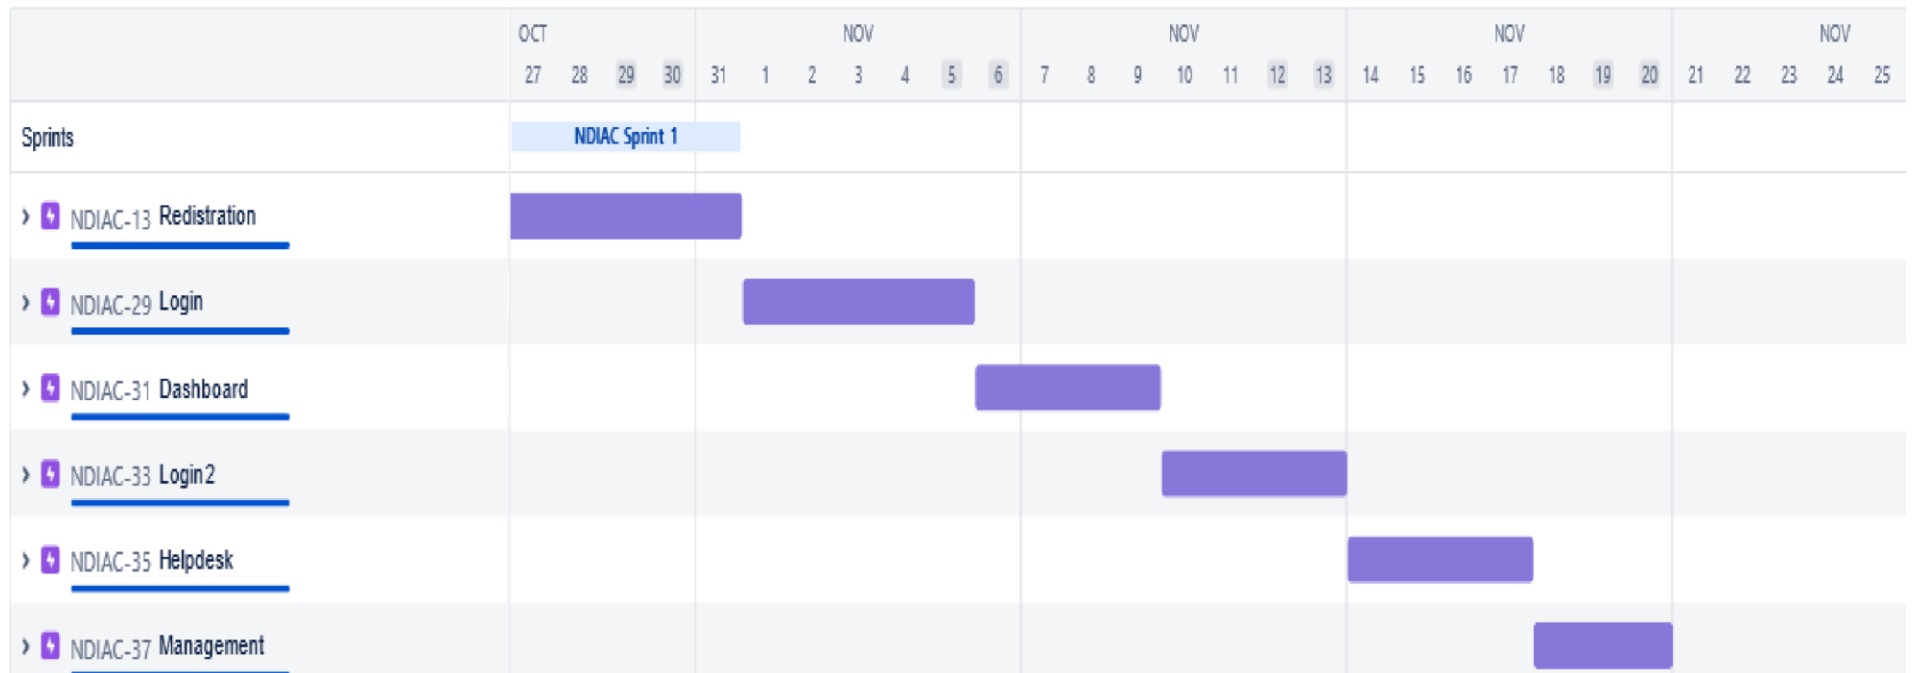 OCT NOV NOV NOV NOV
27 28 29 30 31 1 2 3 4 5 6 7 8 9 10 11 12 13 14 15 16 17 18 19 20 21 22 23 24 25
Sprints NDIAC Sprint 1
NDIAC-13 Redistration
NDIAC-29 Login
NDIAC-31 Dashboard
NDIAC-33 Login2
NDIAC-35 Helpdesk
NDIAC-37 Management